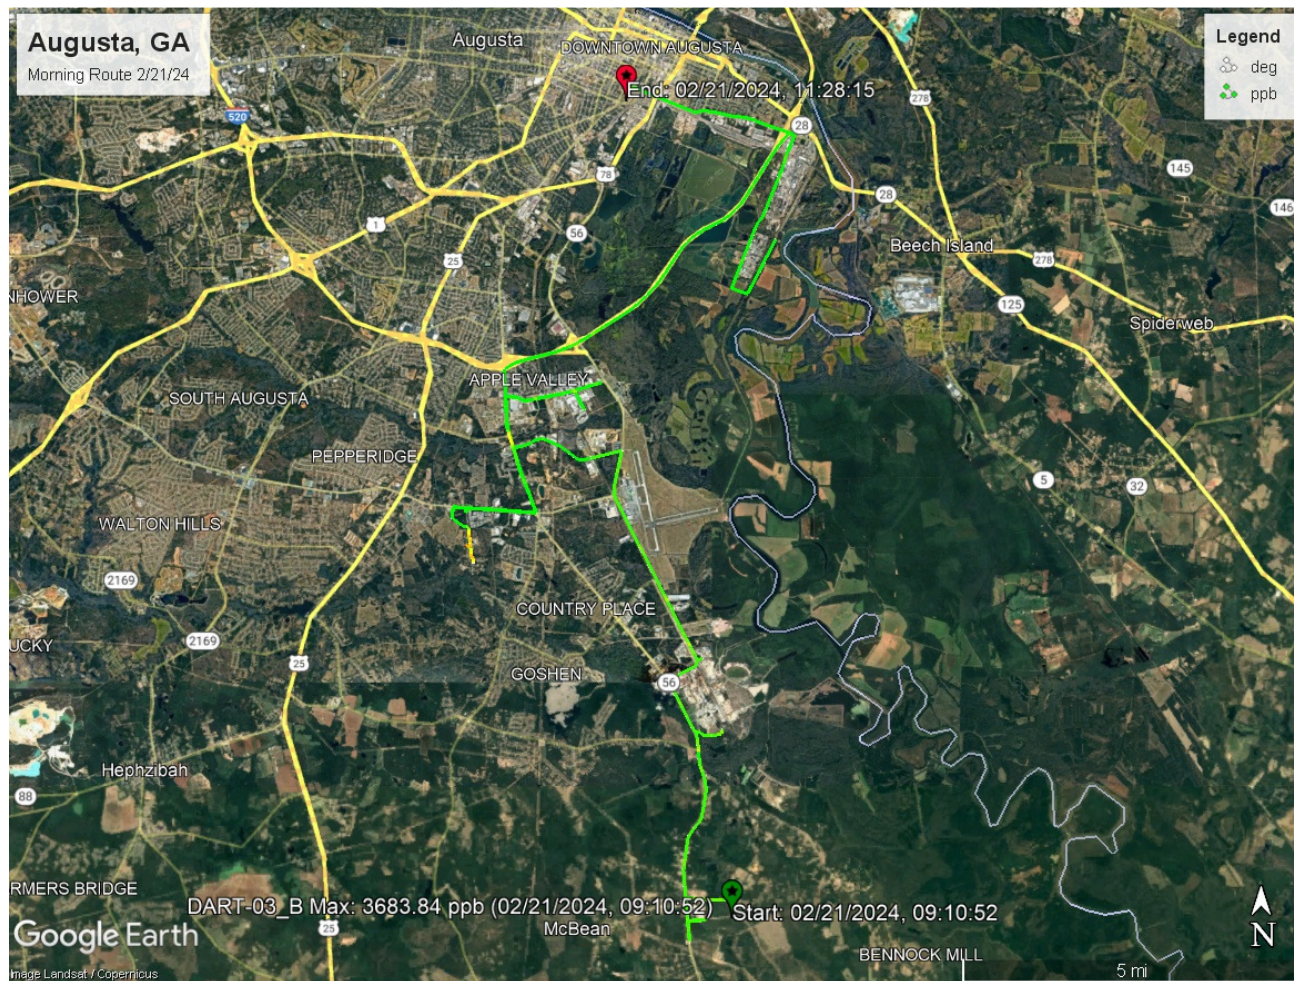 Augusta, GA
Morning Route 2/21/24
Legend
deg
ppb
Augusta
DOWNTOWN AUGUSTA
End: 02/21/2024, 11:28:15
520
28
278
145
146
78
28
1
56
Beech Island
25
278
NHOWER
125
Spiderweb
APPLE VALLEY
SOUTH AUGUSTA
PEPPERIDGE
5
32
WALTON HILLS
2169
COUNTRY PLACE
2169
UCKY
25
GOSHEN
56
Hephzibah
88
RMERS BRIDGE
DART-03_B Max: 3683.84 ppb (02/21/2024, 09:10:52)
Start: 02/21/2024, 09:10:52
Google Earth
25
McBean
N
BENNOCK MILL
5 mi
mage Landsat / Copernicus